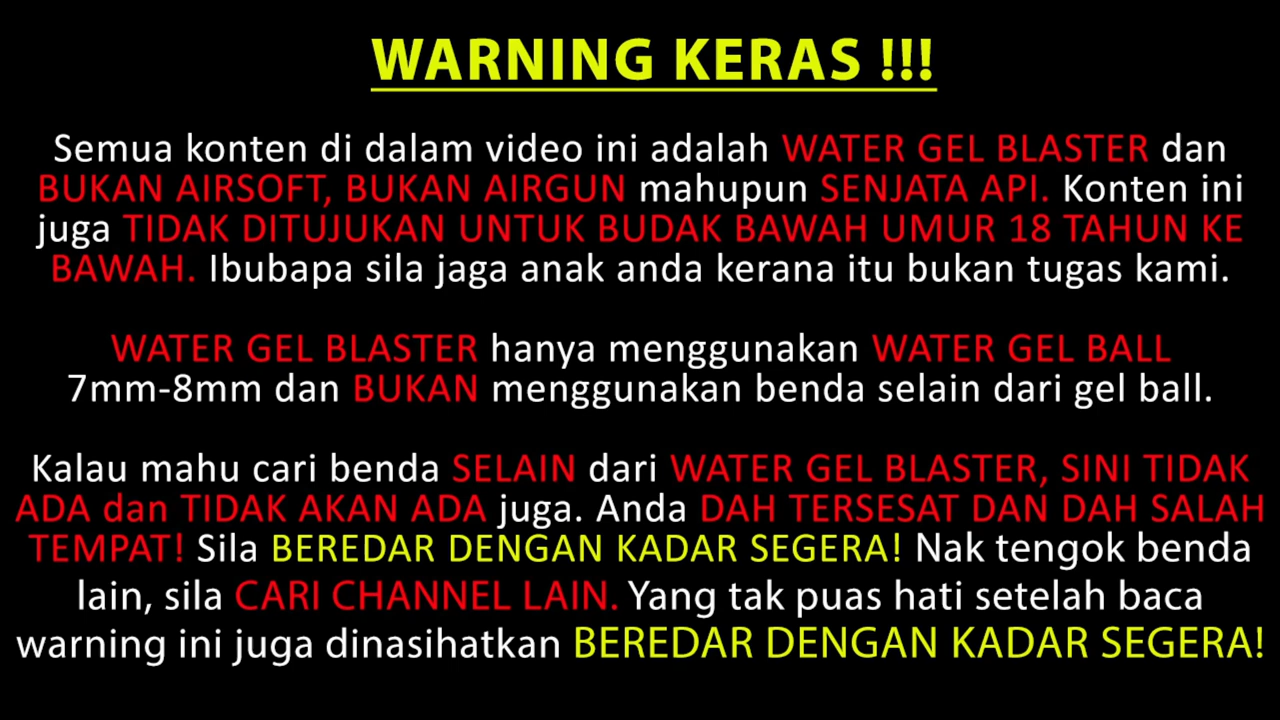 WARNING KERAS !!!
Semua konten di dalam video ini adalah WATER GEL BLASTER dan
BUKAN AIRSOFT, BUKAN AIRGUN mahupun SENJATA API. Konten ini
juga TIDAK DITUJUKAN UNTUK BUDAK BAWAH UMUR 18 TAHUN KE
BAWAH. Ibubapa sila jaga anak anda kerana itu bukan tugas kami.
WATER GEL BLASTER hanya menggunakan WATER GEL BALL
7mm-8mm dan BUKAN menggunakan benda selain dari gel ball.
Kalau mahu cari benda SELAIN dari WATER GEL BLASTER, SINI TIDAK
ADA dan TIDAK AKAN ADA juga. Anda DAH TERSESAT DAN DAH SALAH
TEMPAT! Sila BEREDAR DENGAN KADAR SEGERA! Nak tengok benda
lain, sila CARI CHANNEL LAIN. Yang tak puas hati setelah baca
warning ini juga dinasihatkan BEREDAR DENGAN KADAR SEGERA!